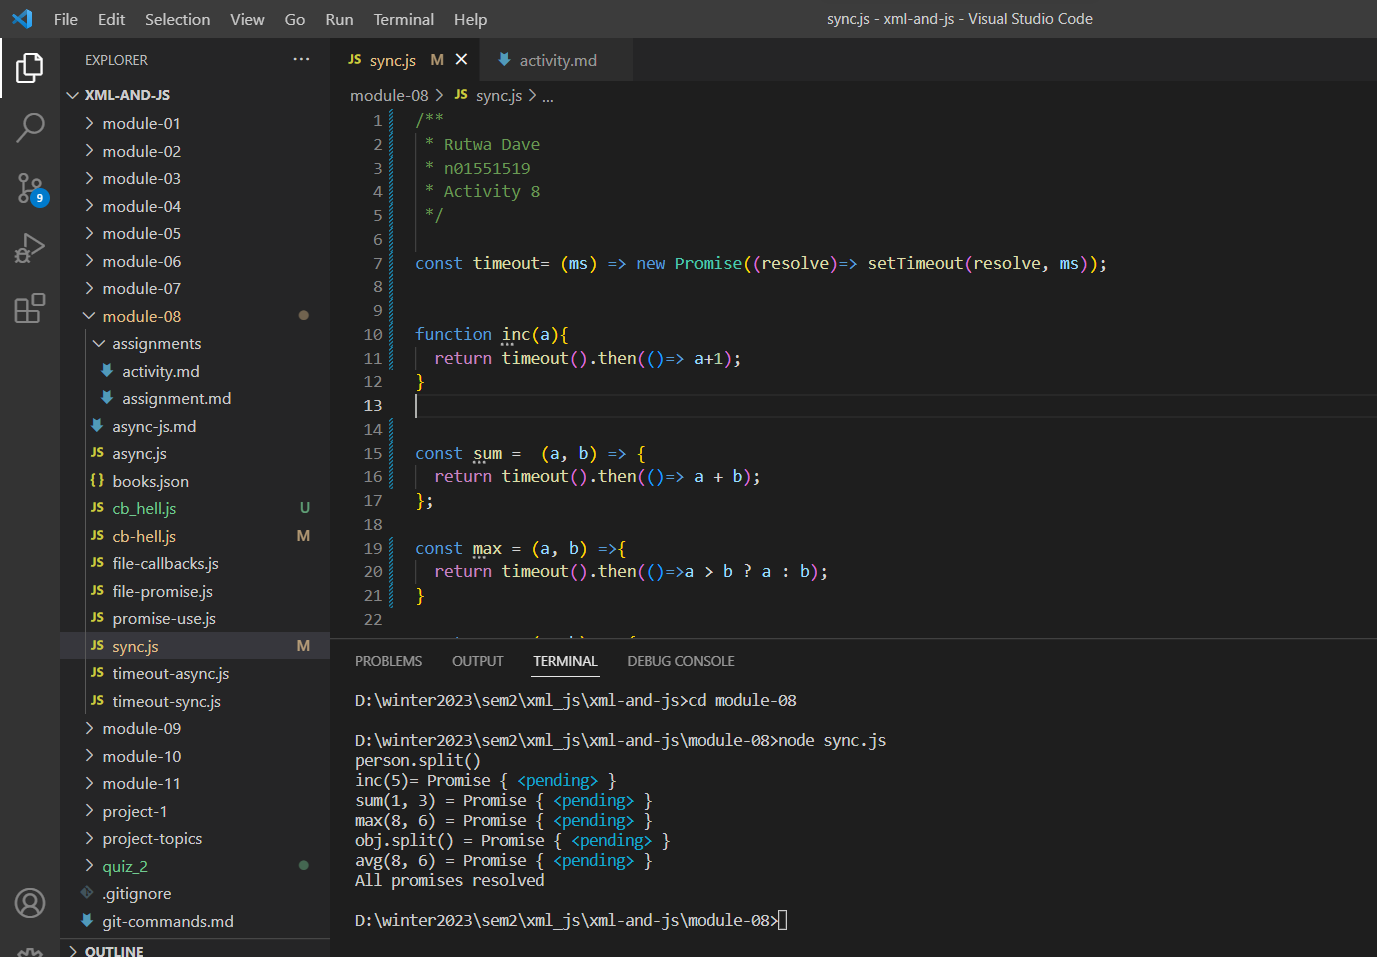 File Edit Selection View Go Run Terminal Help
sync.js - xml-and-js - Visual Studio Code
9
EXPLORER ...
XML-AND-JS
module-01
module-02
module-03
module-04
module-05
module-06
module-07
module-08
assignments
activity.md
assignment.md
async-js.md
JS async.js
{} books.json
JS cb_hell.js U
JS cb-hell.js M
JS file-callbacks.js
JS file-promise.js
JS promise-use.js
JS sync.js M
JS timeout-async.js
JS timeout-sync.js
module-09
module-10
module-11
project-1
project-topics
quiz_2
.gitignore
git-commands.md
OUTLINE
JS sync.js M activity.md
module-08 > JS sync.js > ...
1 /**
2 * Rutwa Dave
3 * n01551519
4 * Activity 8
5 */
6
7 const timeout= (ms) => new Promise((resolve)=> setTimeout(resolve, ms));
8
9
10 function inc(a){
11 return timeout().then(()=> a+1);
12 }
13
14
15 const sum =  (a, b) => {
16 return timeout().then(()=> a + b);
17 };
18
19 const max = (a, b) =>{
20 return timeout().then(()=>a > b ? a : b);
21 }
22
PROBLEMS OUTPUT TERMINAL DEBUG CONSOLE
D:\winter2023\sem2\xml_js\xml-and-js>cd module-08
D:\winter2023\sem2\xml_js\xml-and-js\module-08>node sync.js
person.split()
inc(5)= Promise { <pending> }
sum(1, 3) = Promise { <pending> }
max(8, 6) = Promise { <pending> }
obj.split() = Promise { <pending> }
avg(8, 6) = Promise { <pending> }
All promises resolved
D:\winter2023\sem2\xml_js\xml-and-js\module-08>